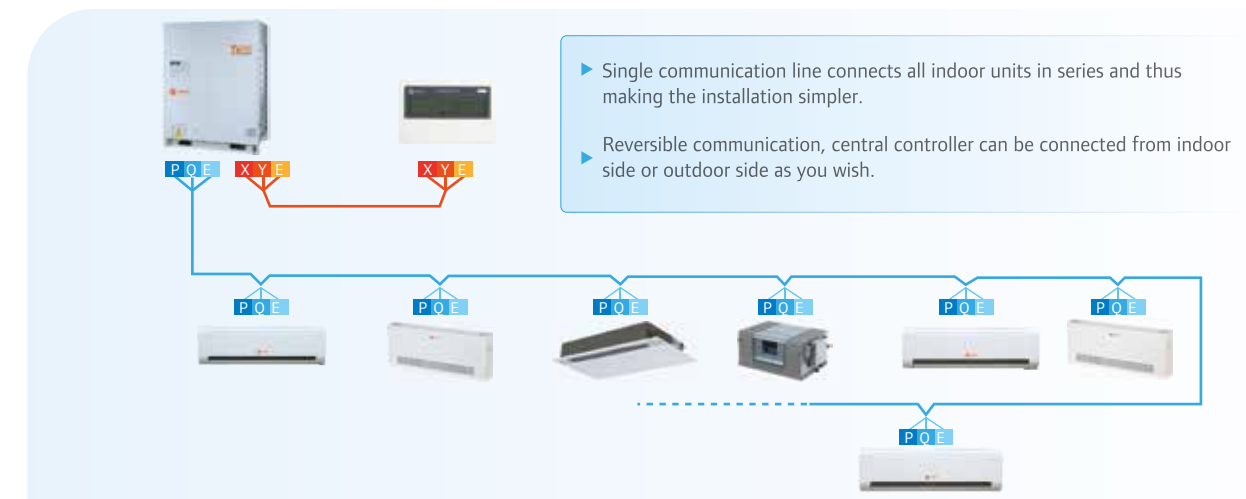 Single communication line connects all indoor units in series and thus
making the installation simpler.
Reversible communication, central controller can be connected from indoor
side or outdoor side as you wish.
P Q E X Y E X Y E
P Q E P Q E P Q E P Q E P Q E P Q E
P Q E